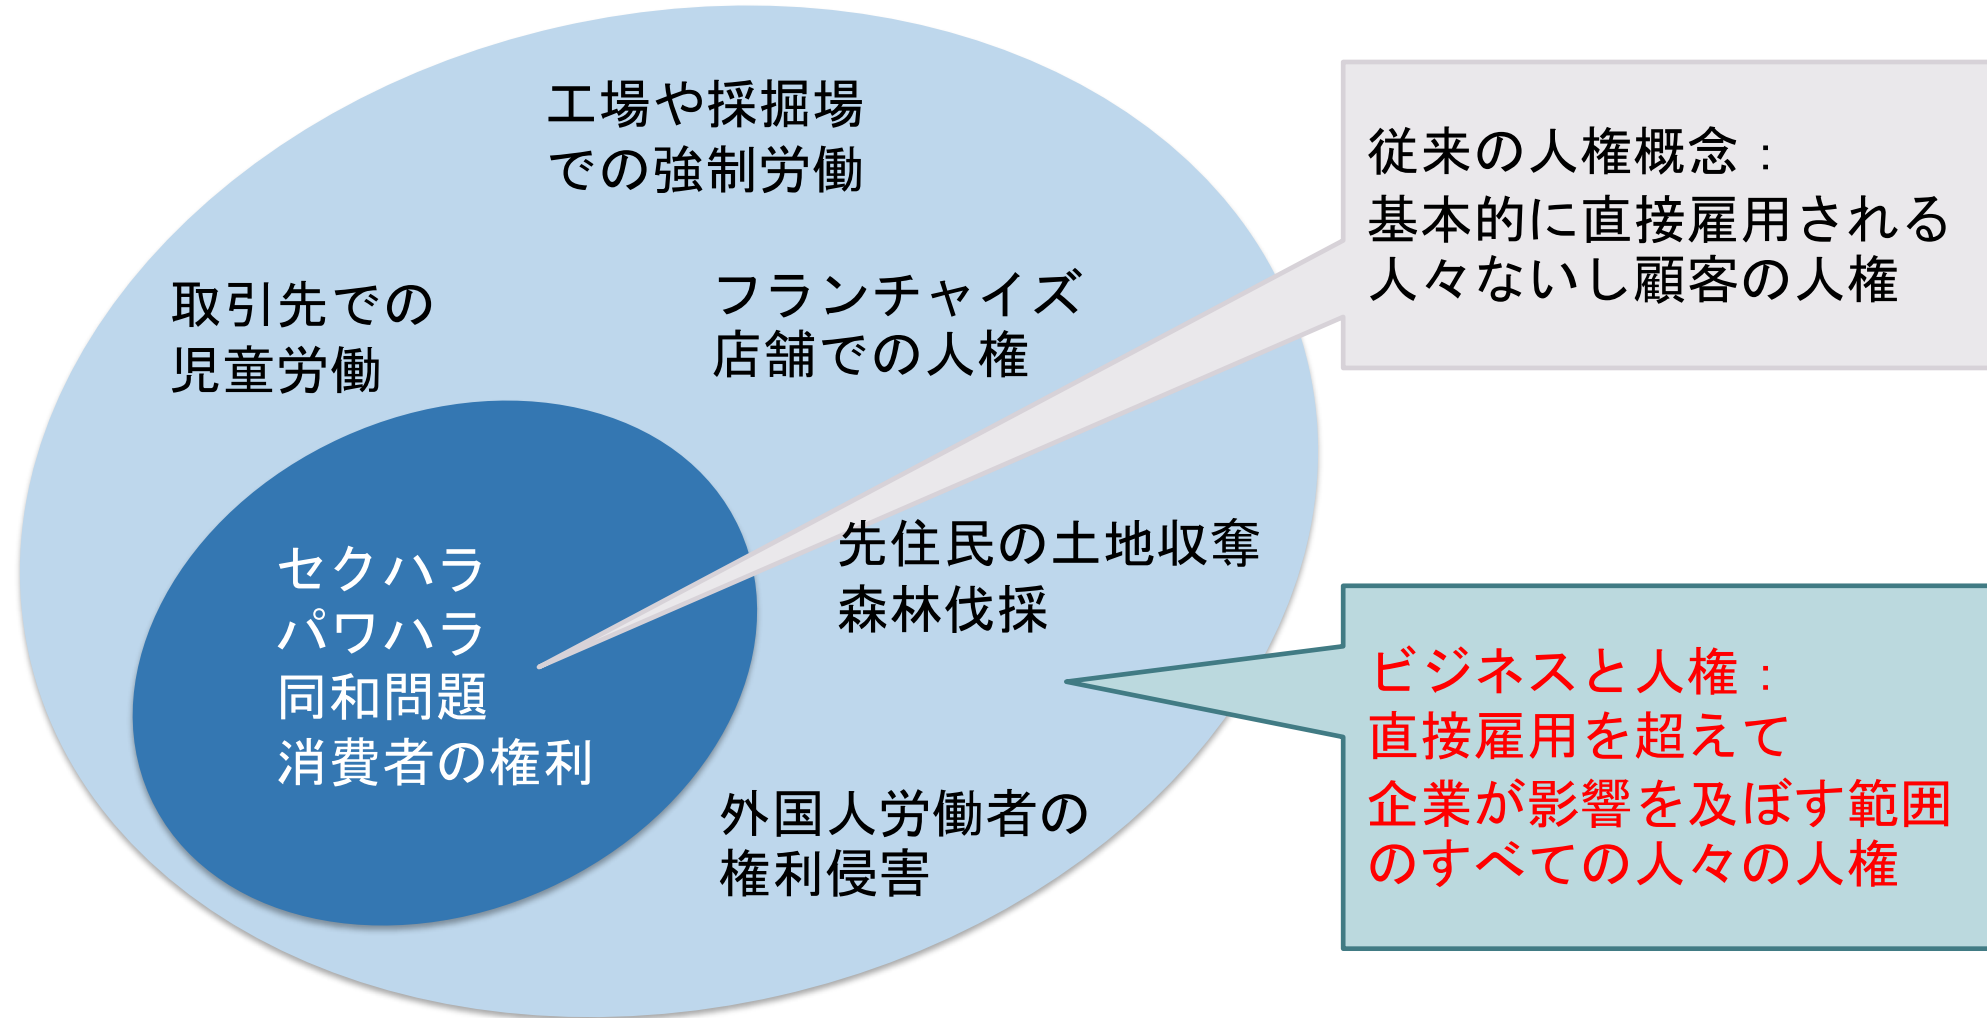 工場や採掘場
での強制労働
取引先での
児童労働
フランチャイズ
店舗での人権
先住民の土地収奪
森林伐採
外国人労働者の
権利侵害
セクハラ
パワハラ
同和問題
消費者の権利
従来の人権概念：
基本的に直接雇用される
人々ないし顧客の人権
ビジネスと人権：
直接雇用を超えて
企業が影響を及ぼす範囲
のすべての人々の人権